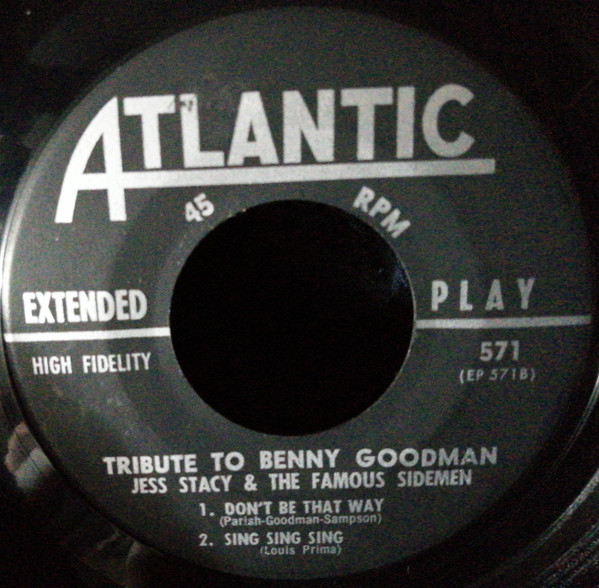 ATLANTIC
45 RPM
EXTENDED PLAY
HIGH FIDELITY 571
(EP 571B)
TRIBUTE TO BENNY GOODMAN
JESS STACY & THE FAMOUS SIDEMEN
1. DON'T BE THAT WAY
(Parish-Goodman-Sampson)
2. SING SING SING
(Louis Prima)